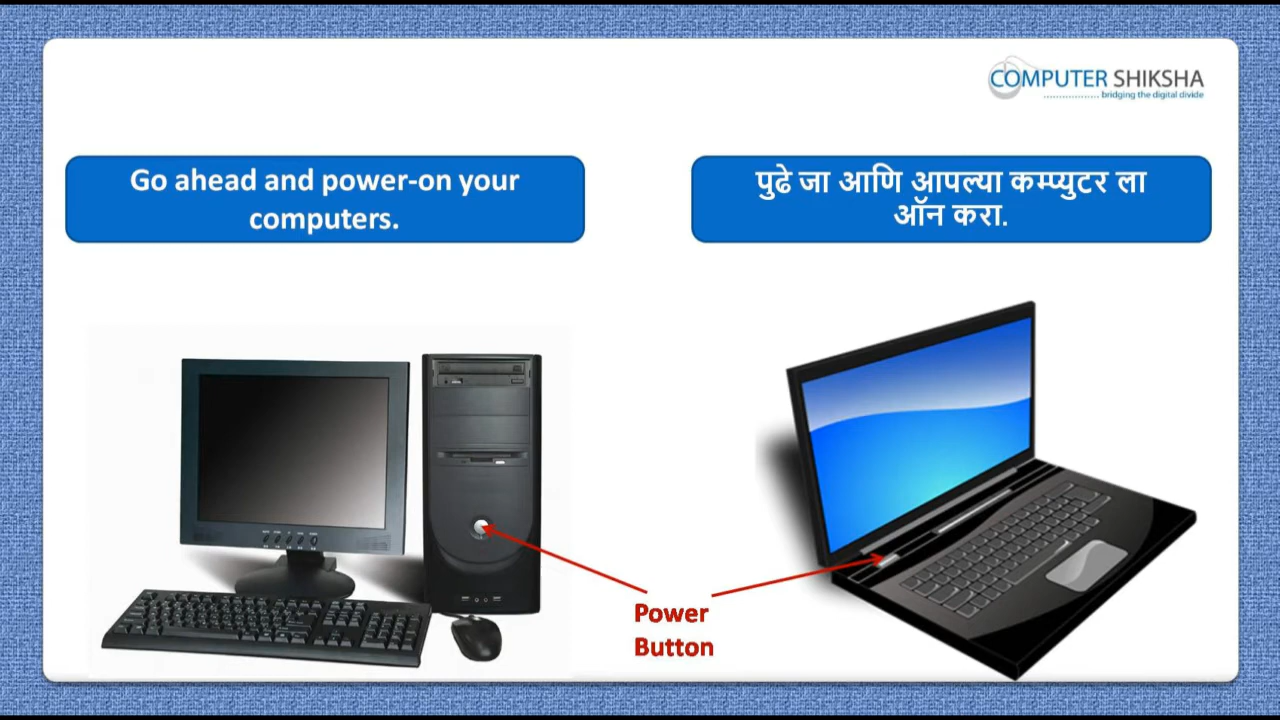 COMPUTER SHIKSHA
bridging the digital divide
Go ahead and power-on your
computers.
पुढे जा आणि आपल्या कम्प्युटर ला
ऑन करा.
Power
Button